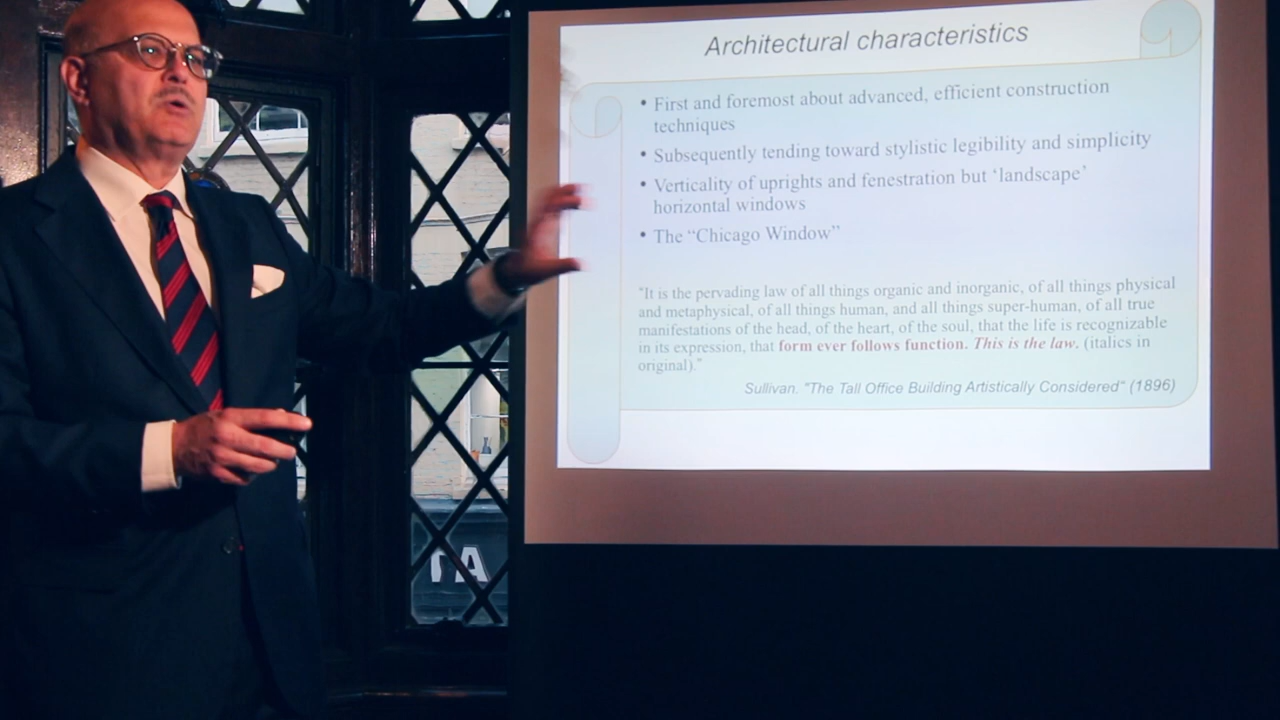 Architectural characteristics
• First and foremost about advanced, efficient construction
techniques
• Subsequently tending toward stylistic legibility and simplicity
• Verticality of uprights and fenestration but ‘landscape’
horizontal windows
• The “Chicago Window”
“It is the pervading law of all things organic and inorganic, of all things physical
and metaphysical, of all things human, and all things super-human, of all true
manifestations of the head, of the heart, of the soul, that the life is recognizable
in its expression, that form ever follows function. This is the law. (italics in
original).”
Sullivan. "The Tall Office Building Artistically Considered" (1896)